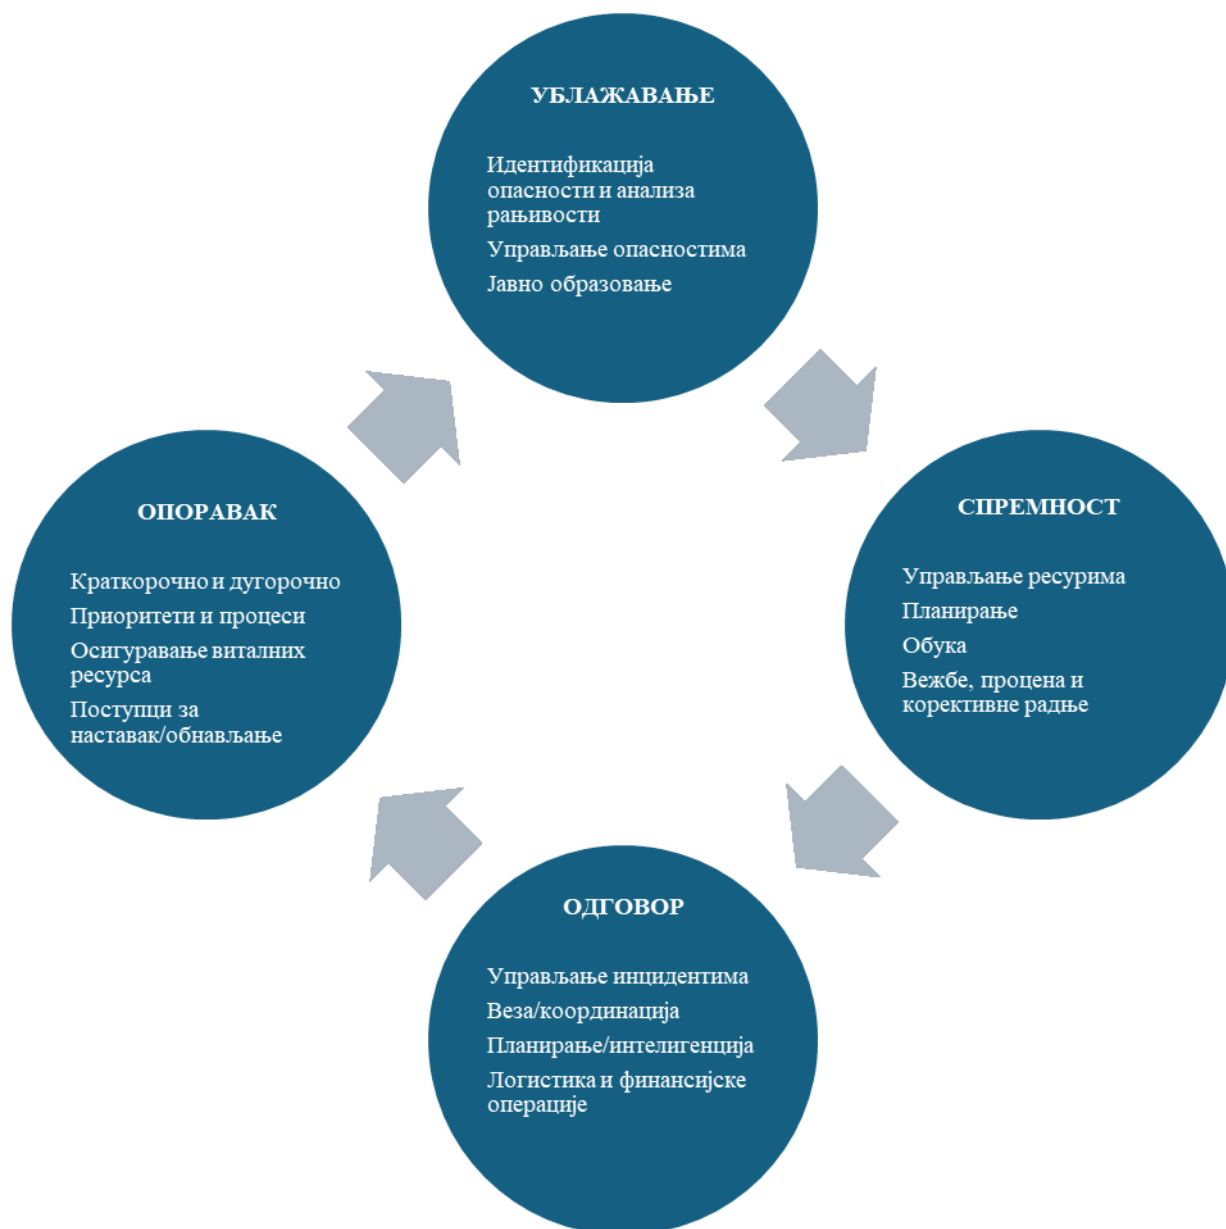 УБЛАЖАВАЊЕ
Идентификација
опасности и анализа
рањивости
Управљање опасностима
Јавно образовање
СПРЕМНОСТ
Управљање ресурима
Планирање
Обука
Вежбе, процена и
корективне радње
ОДГОВОР
Управљање инцидентима
Веза/координација
Планирање/интелигенција
Логистика и финансијске
операције
ОПОРАВАК
Краткорочно и дугорочно
Приоритети и процеси
Осигуравање виталних
ресурса
Поступци за
наставак/обнављање